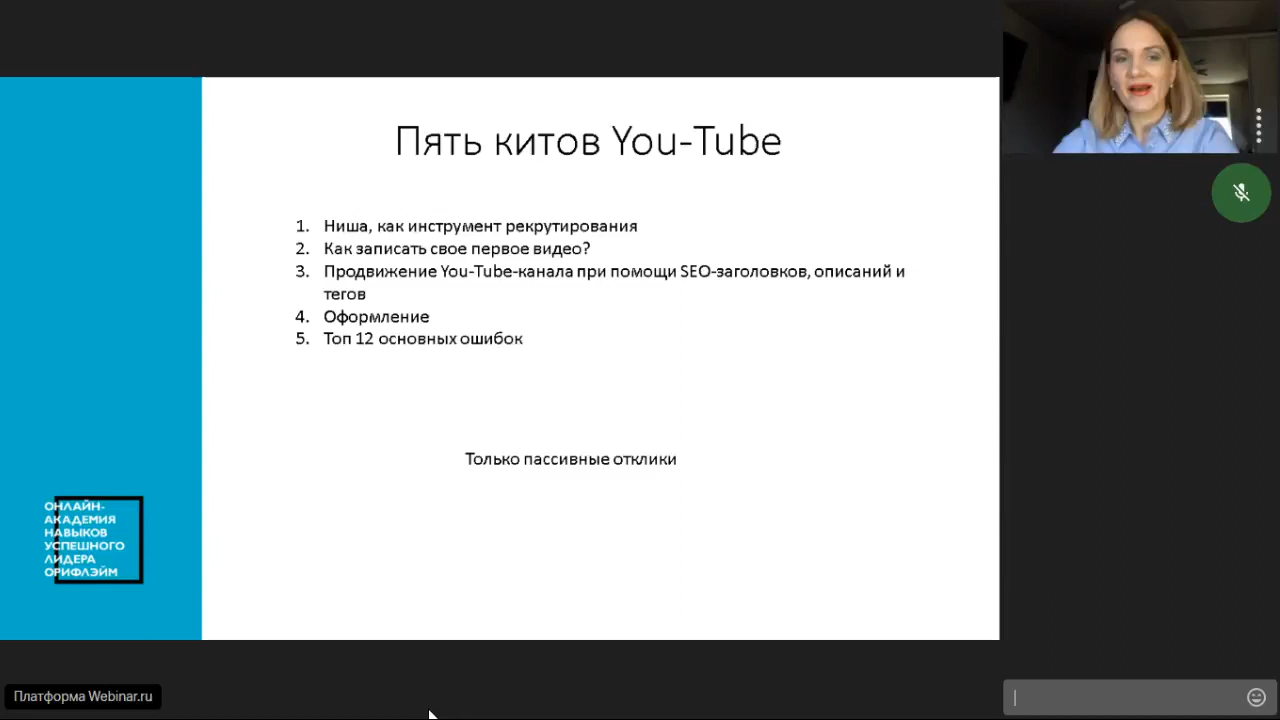 Пять китов You-Tube
1. Ниша, как инструмент рекрутирования
2. Как записать свое первое видео?
3. Продвижение You-Tube-канала при помощи SEO-заголовков, описаний и
тегов
4. Оформление
5. Топ 12 основных ошибок
Только пассивные отклики
ОНЛАЙН-
АКАДЕМИЯ
НАВЫКОВ
УСПЕШНОГО
ЛИДЕРА
ОРИФЛЭЙМ
Платформа Webinar.ru